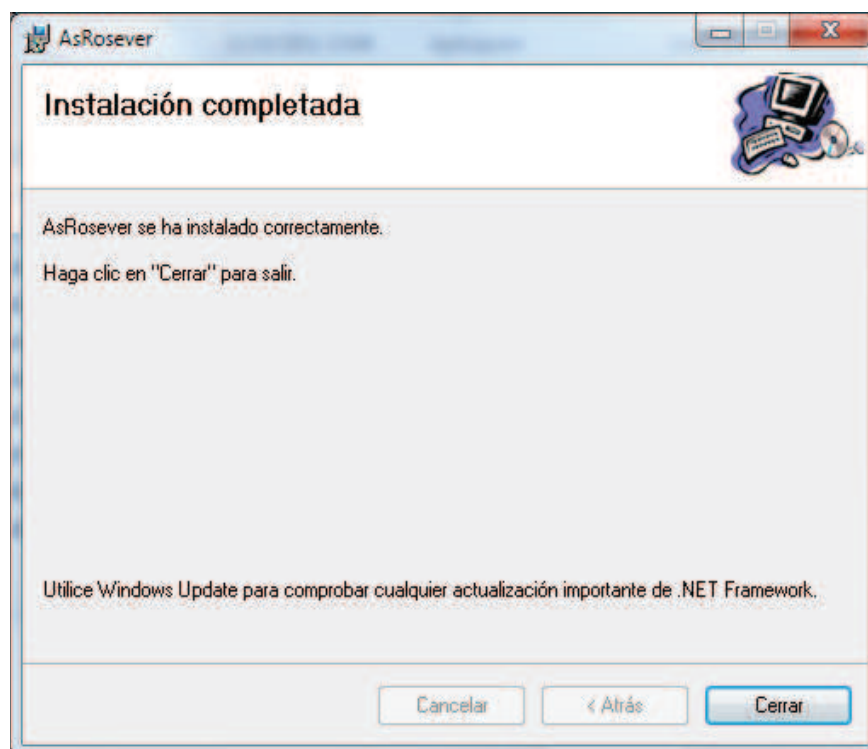 AsRosever
Instalación completada
AsRosever se ha instalado correctamente.
Haga clic en "Cerrar" para salir.
Utilice Windows Update para comprobar cualquier actualización importante de .NET Framework.
Cancelar
< Atrás
Cerrar